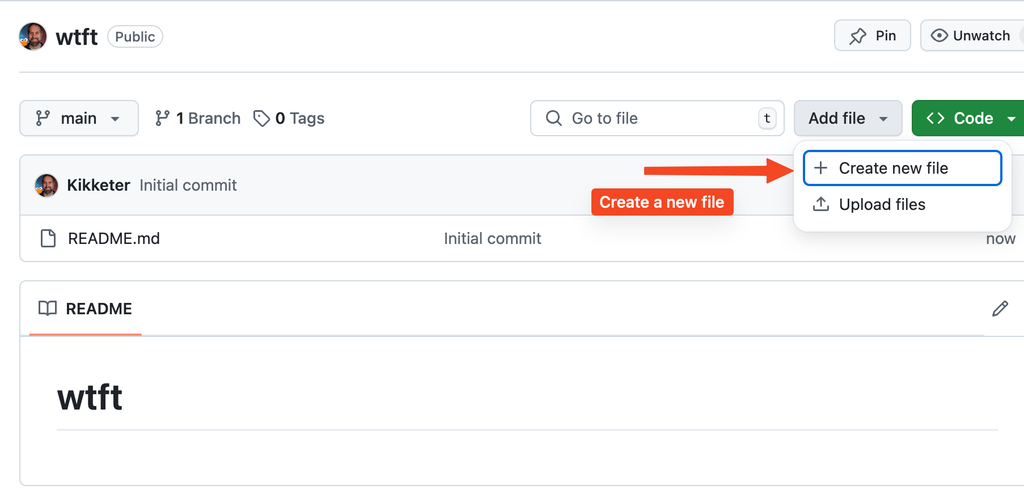 wtft Public Pin Unwatch
main 1 Branch 0 Tags Go to file t Add file Code
Kikketer Initial commit
Create new file
Create a new file
Upload files
README.md Initial commit now
README
wtft